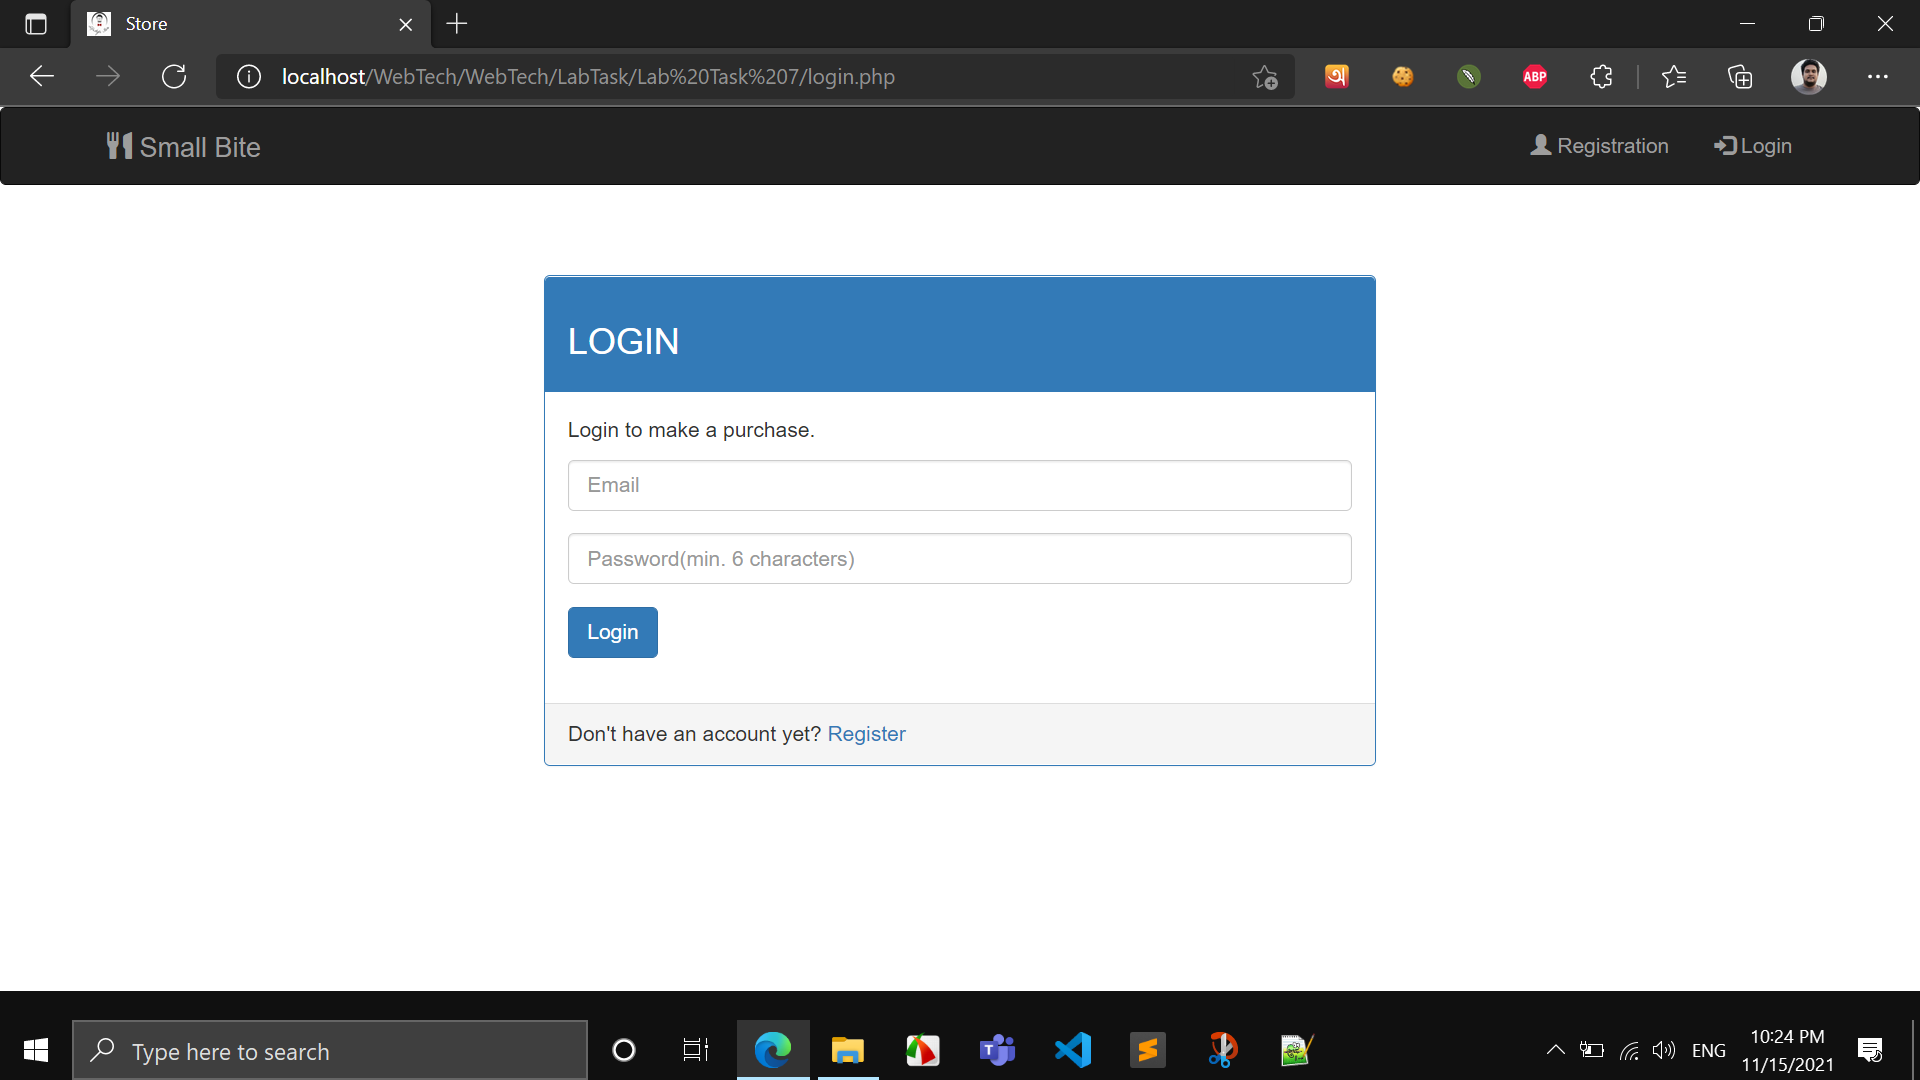 Store
localhost/WebTech/WebTech/LabTask/Lab%20Task%207/login.php
অ
ABP
Small Bite
Registration
Login
LOGIN
Login to make a purchase.
Email
Password(min. 6 characters)
Login
Don't have an account yet? Register
Type here to search
ENG
10:24 PM
11/15/2021